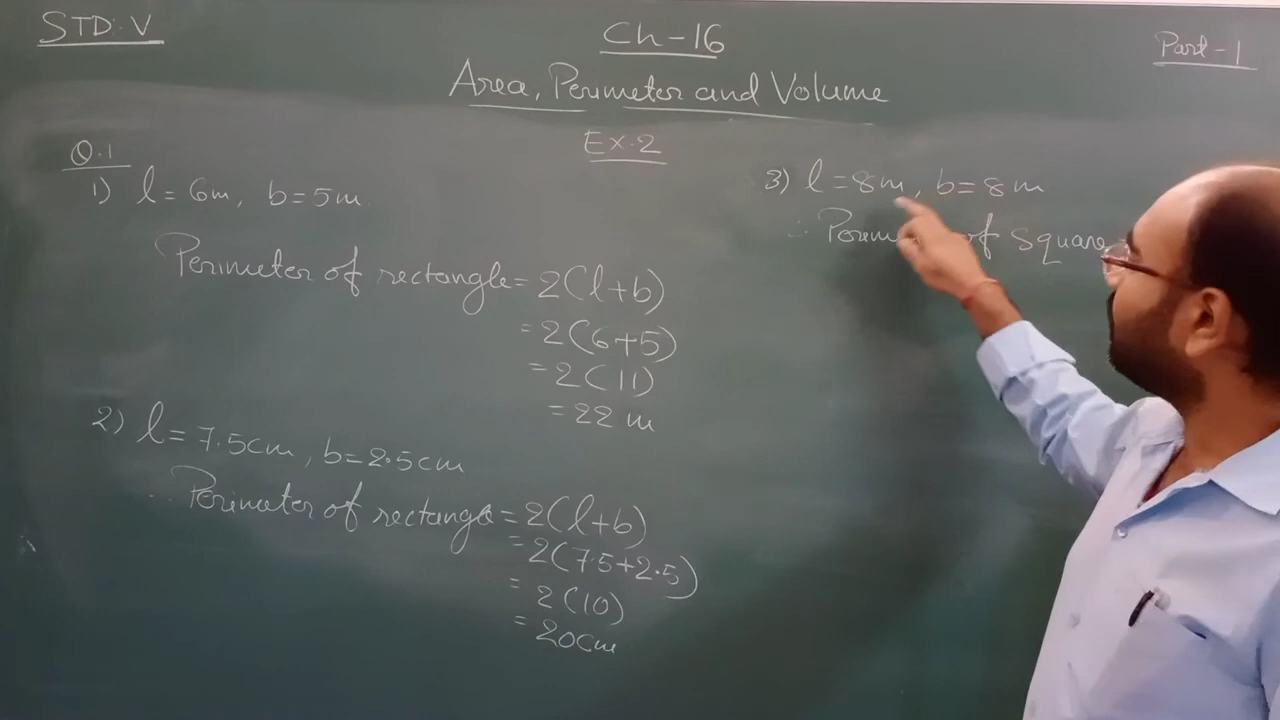 STD: V
Ch-16
Part-1
Area, Perimeter and Volume
Ex.2
Q.1
1) l = 6m, b = 5m
Perimeter of rectangle = 2(l+b)
= 2(6+5)
= 2(11)
= 22 m
2) l = 7.5cm, b = 2.5cm
Perimeter of rectangle = 2(l+b)
= 2(7.5+2.5)
= 2(10)
= 20cm
3) l = 8m, b = 8m
∴ of Square